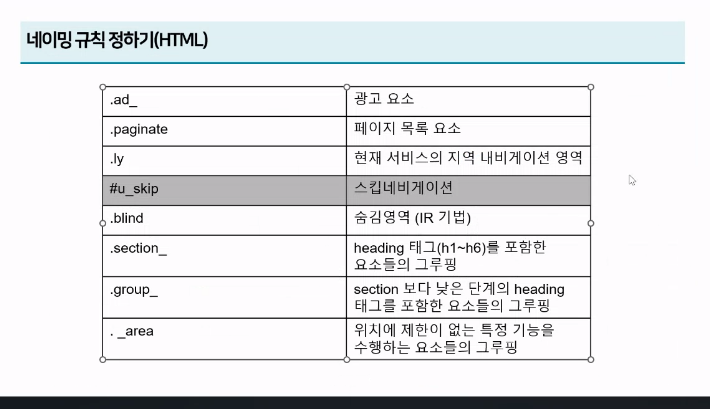 네이밍 규칙 정하기(HTML)
.ad_ 광고 요소
.paginate 페이지 목록 요소
.ly 현재 서비스의 지역 내비게이션 영역
#u_skip 스킵네비게이션
.blind 숨김영역 (IR 기법)
.section_ heading 태그(h1~h6)를 포함한
요소들의 그루핑
.group_ section 보다 낮은 단계의 heading
태그를 포함한 요소들의 그루핑
. _area 위치에 제한이 없는 특정 기능을
수행하는 요소들의 그루핑